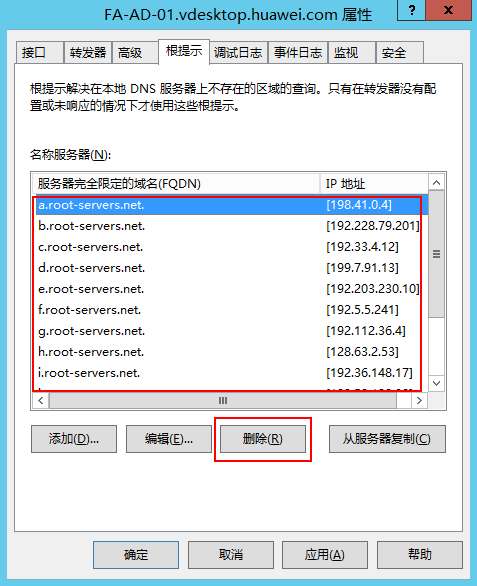 FA-AD-01.vdesktop.huawei.com 属性
? x
接口 转发器 高级 根提示 调试日志 事件日志 监视 安全
根提示解决在本地 DNS 服务器上不存在的区域的查询。只有在转发器没有配
置或未响应的情况下才使用这些根提示。
名称服务器(N):
服务器完全限定的域名(FQDN) IP 地址
a.root-servers.net. [198.41.0.4]
b.root-servers.net. [192.228.79.201]
c.root-servers.net. [192.33.4.12]
d.root-servers.net. [199.7.91.13]
e.root-servers.net. [192.203.230.10]
f.root-servers.net. [192.5.5.241]
g.root-servers.net. [192.112.36.4]
h.root-servers.net. [128.63.2.53]
i.root-servers.net. [192.36.148.17]
添加(D)... 编辑(E)... 删除(R) 从服务器复制(C)
确定 取消 应用(A) 帮助